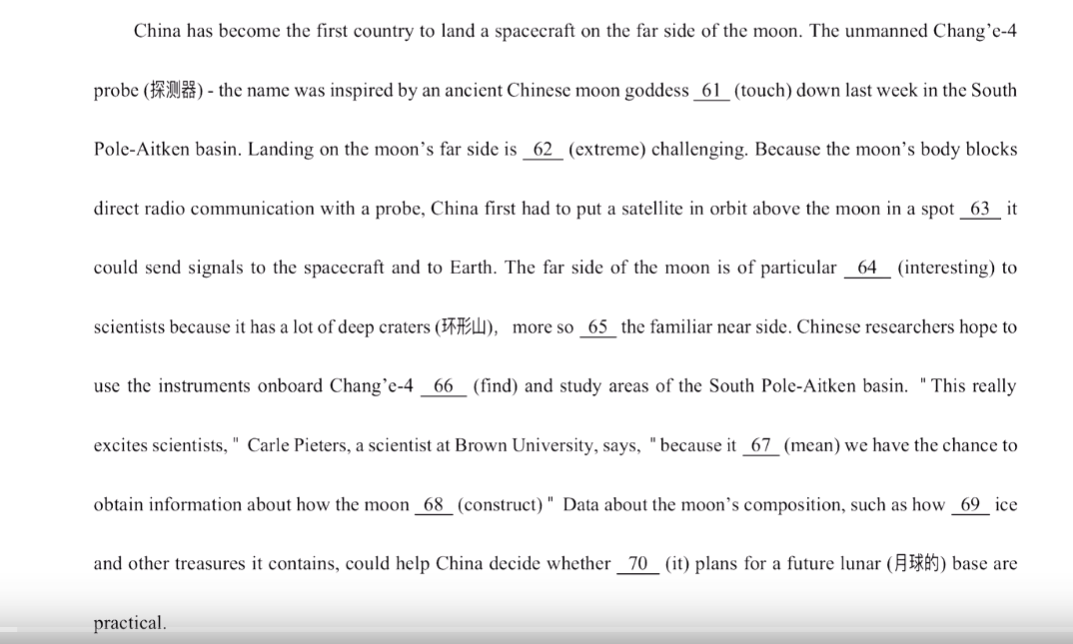 China has become the first country to land a spacecraft on the far side of the moon. The unmanned Chang’e-4
probe (探测器) - the name was inspired by an ancient Chinese moon goddess 61 (touch) down last week in the South
Pole-Aitken basin. Landing on the moon’s far side is 62 (extreme) challenging. Because the moon’s body blocks
direct radio communication with a probe, China first had to put a satellite in orbit above the moon in a spot 63 it
could send signals to the spacecraft and to Earth. The far side of the moon is of particular 64 (interesting) to
scientists because it has a lot of deep craters (环形山), more so 65 the familiar near side. Chinese researchers hope to
use the instruments onboard Chang’e-4 66 (find) and study areas of the South Pole-Aitken basin. "This really
excites scientists," Carle Pieters, a scientist at Brown University, says, "because it 67 (mean) we have the chance to
obtain information about how the moon 68 (construct)" Data about the moon’s composition, such as how 69 ice
and other treasures it contains, could help China decide whether 70 (it) plans for a future lunar (月球的) base are
practical.